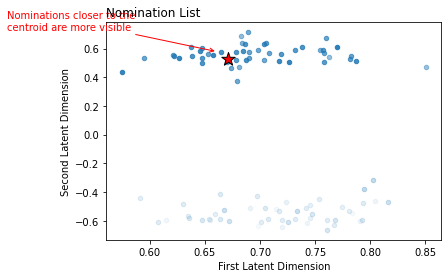 Nomination List
Nominations closer to the
centroid are more visible
Second Latent Dimension
0.6
0.4
0.2
0.0
−0.2
−0.4
−0.6
0.60
0.65
0.70
0.75
0.80
0.85
First Latent Dimension